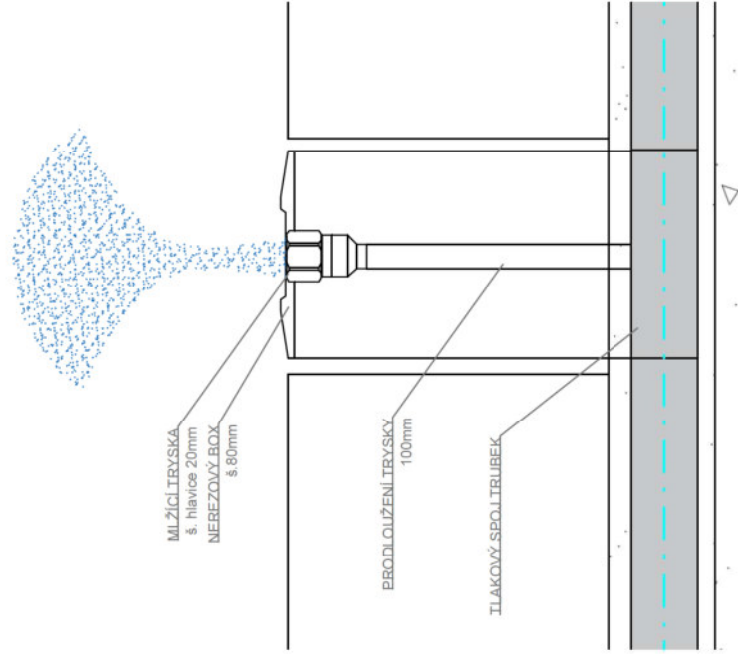 MLŽÍCÍ TRYSKA
š. hlavice 20mm
NEREZOVÝ BOX
š.80mm
PRODLOUŽENÍ TRYSKY
100mm
TLAKOVÝ SPOJ TRUBEK